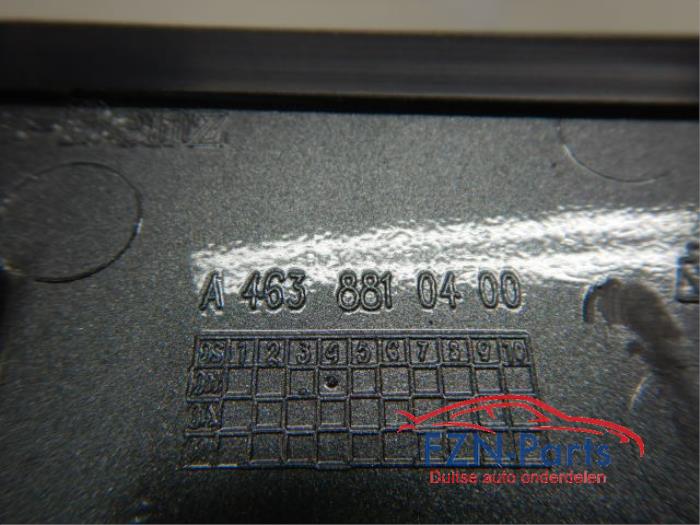 A 463 881 04 00
1 2 3 4 5 6 7 8 9 10
FZN-Parts
Duitse auto onderdelen